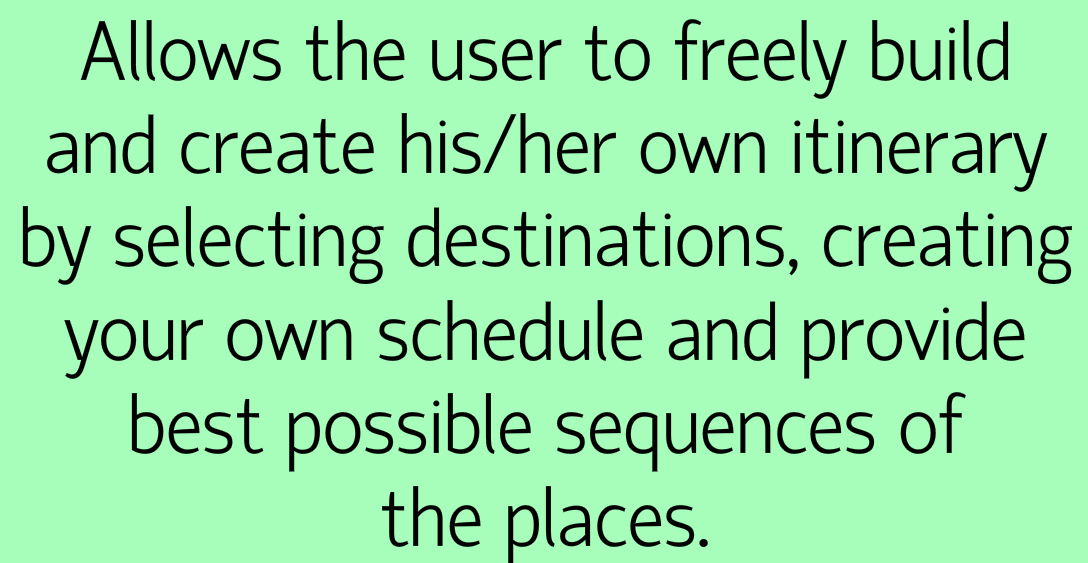 Allows the user to freely build
and create his/her own itinerary
by selecting destinations, creating
your own schedule and provide
best possible sequences of
the places.